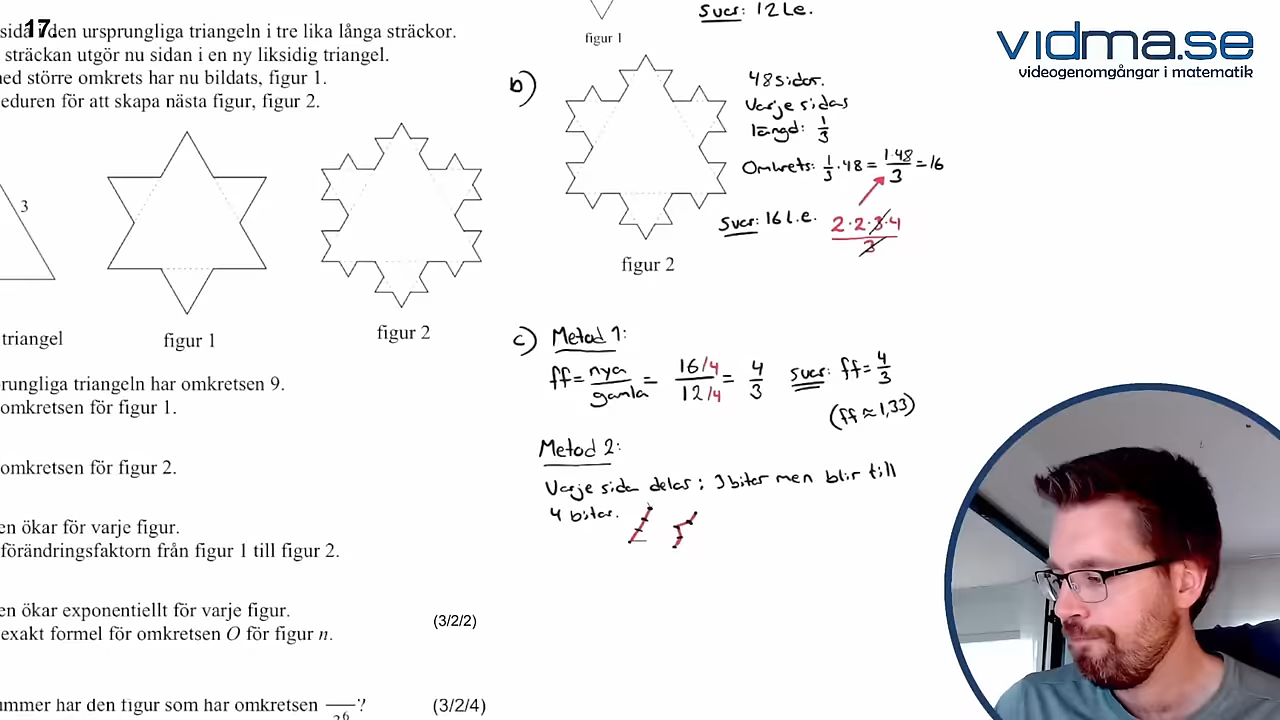 17.
sida i den ursprungliga triangeln i tre lika långa sträckor.
sträckan utgör nu sidan i en ny liksidig triangel.
ned större omkrets har nu bildats, figur 1.
eduren för att skapa nästa figur, figur 2.
3
triangel
figur 1
figur 2
rungliga triangeln har omkretsen 9.
omkretsen för figur 1.
omkretsen för figur 2.
en ökar för varje figur.
förändringsfaktorn från figur 1 till figur 2.
en ökar exponentiellt för varje figur.
exakt formel för omkretsen O för figur n.
(3/2/2)
ummer har den figur som har omkretsen —?
(3/2/4)
Svar: 12 l.e.
figur 1
b)
48 sidor.
Varje sidas
längd: 1/3
Omkrets: 1/3 · 48 = 1·48/3 = 16
Svar: 16 l.e.
2·2·3·4/3
figur 2
c) Metod 1:
ff = nya/gamla = 16/4 / 12/4 = 4/3
Svar: ff = 4/3
(ff ≈ 1,33)
Metod 2:
Varje sida delas i 3 bitar men blir till
4 bitar.
vidma.se
videogenomgångar i matematik